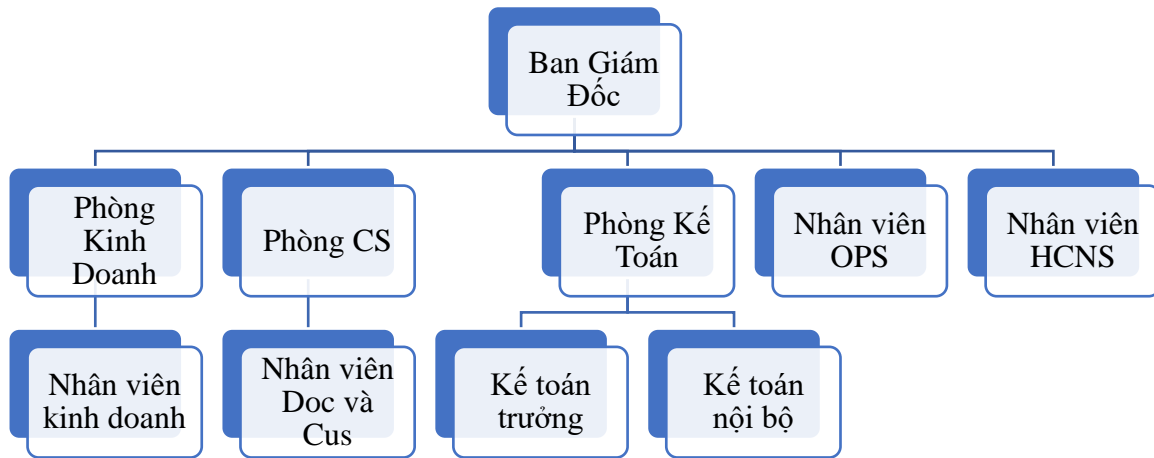 Ban Giám
Đốc
Phòng
Kinh
Doanh
Phòng CS
Phòng Kế
Toán
Nhân viên
OPS
Nhân viên
HCNS
Nhân viên
kinh doanh
Nhân viên
Doc và
Cus
Kế toán
trưởng
Kế toán
nội bộ